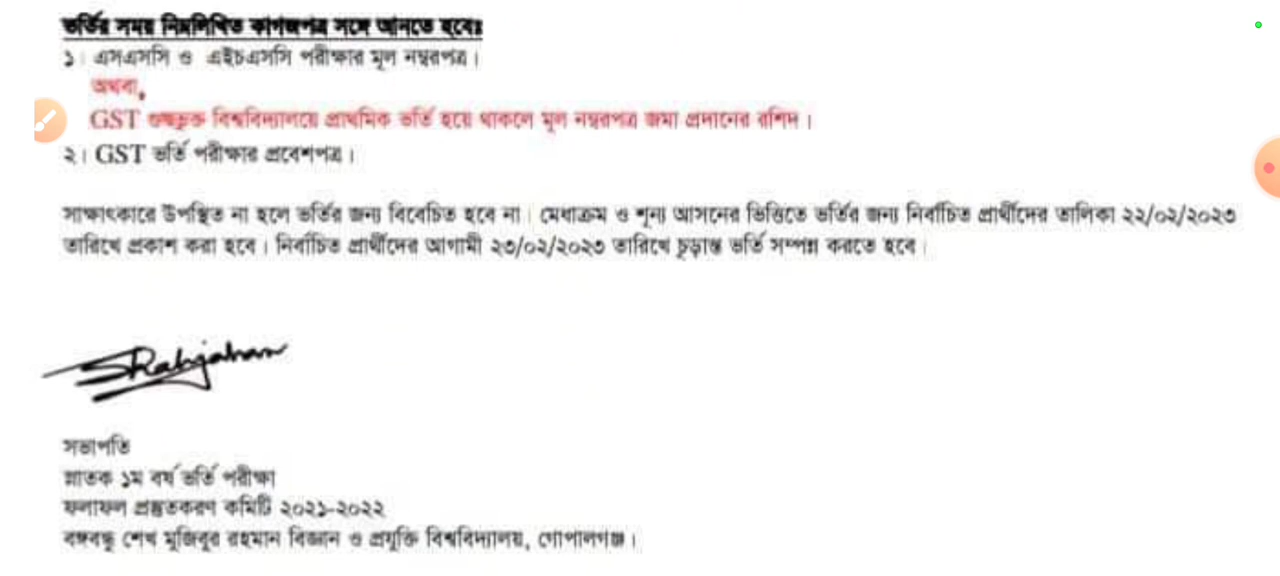 ভর্তির সময় নিম্নলিখিত কাগজপত্র সঙ্গে আনতে হবেঃ
১। এসএসসি ও এইচএসসি পরীক্ষার মূল নম্বরপত্র।
অথবা,
GST গুচ্ছভুক্ত বিশ্ববিদ্যালয়ে প্রাথমিক ভর্তি হয়ে থাকলে মূল নম্বরপত্র জমা প্রদানের রশিদ।
২। GST ভর্তি পরীক্ষার প্রবেশপত্র।
সাক্ষাৎকারে উপস্থিত না হলে ভর্তির জন্য বিবেচিত হবে না। মেধাক্রম ও শূন্য আসনের ভিত্তিতে ভর্তির জন্য নির্বাচিত প্রার্থীদের তালিকা ২২/০২/২০২৩
তারিখে প্রকাশ করা হবে। নির্বাচিত প্রার্থীদের আগামী ২৩/০২/২০২৩ তারিখে চূড়ান্ত ভর্তি সম্পন্ন করতে হবে।
SRahjahan
সভাপতি
স্নাতক ১ম বর্ষ ভর্তি পরীক্ষা
ফলাফল প্রস্তুতকরণ কমিটি ২০২১-২০২২
বঙ্গবন্ধু শেখ মুজিবুর রহমান বিজ্ঞান ও প্রযুক্তি বিশ্ববিদ্যালয়, গোপালগঞ্জ।